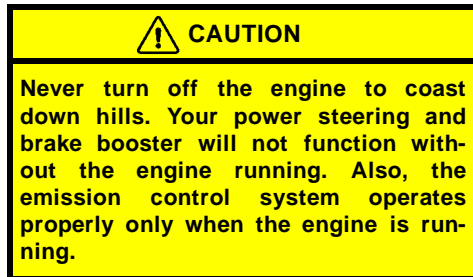 CAUTION
Never turn off the engine to coast
down hills. Your power steering and
brake booster will not function with-
out the engine running. Also, the
emission control system operates
properly only when the engine is run-
ning.